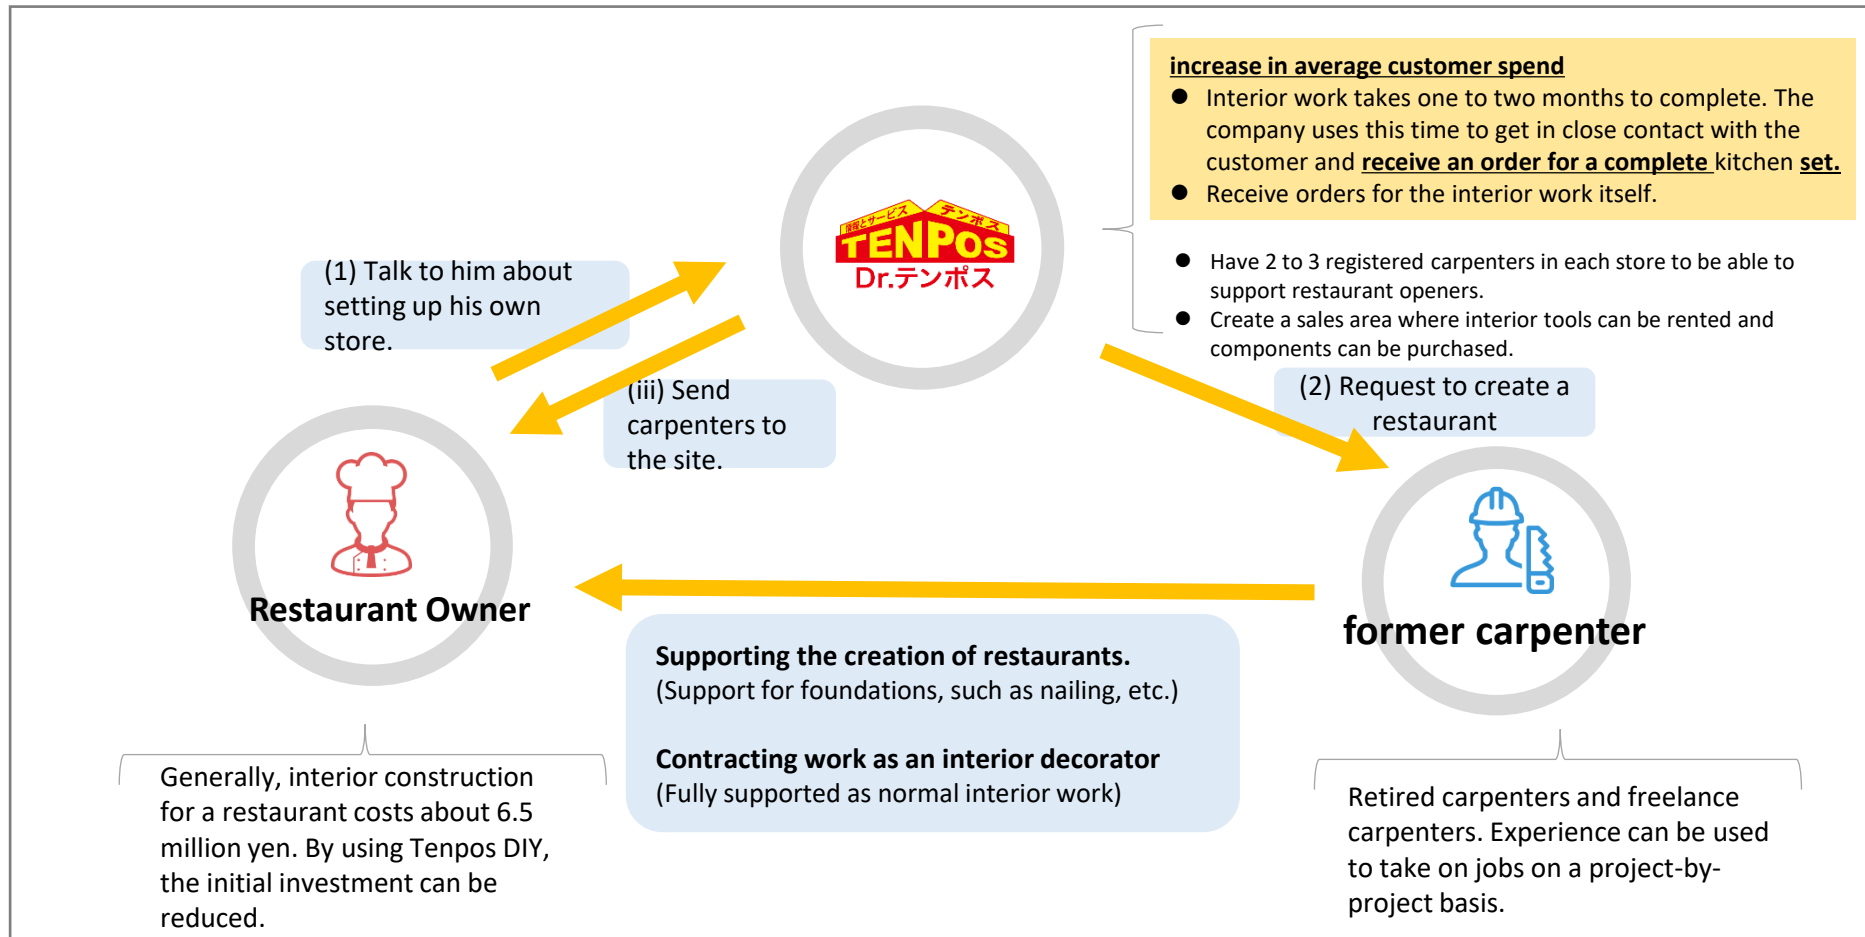 increase in average customer spend
● Interior work takes one to two months to complete. The
company uses this time to get in close contact with the
customer and receive an order for a complete kitchen set.
● Receive orders for the interior work itself.
● Have 2 to 3 registered carpenters in each store to be able to
support restaurant openers.
● Create a sales area where interior tools can be rented and
components can be purchased.
情報とサービス
テンポス
TENPOS
Dr.テンポス
(1) Talk to him about
setting up his own
store.
(iii) Send
carpenters to
the site.
(2) Request to create a
restaurant
Restaurant Owner
former carpenter
Supporting the creation of restaurants.
(Support for foundations, such as nailing, etc.)
Contracting work as an interior decorator
(Fully supported as normal interior work)
Generally, interior construction
for a restaurant costs about 6.5
million yen. By using Tenpos DIY,
the initial investment can be
reduced.
Retired carpenters and freelance
carpenters. Experience can be used
to take on jobs on a project-by-
project basis.